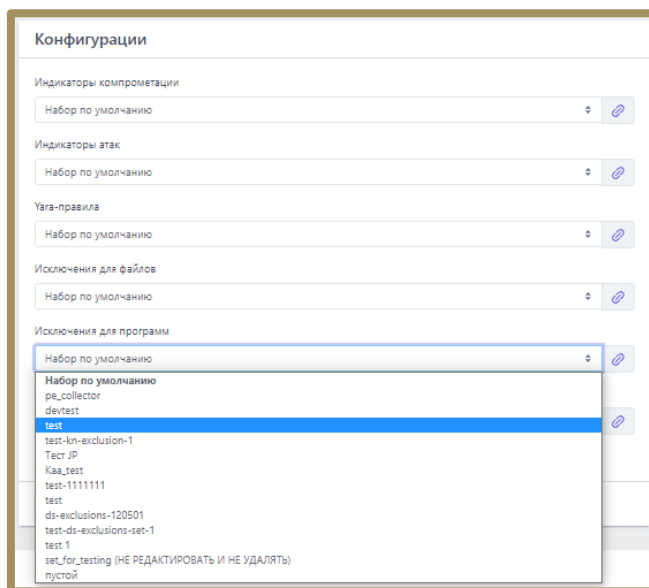 Конфигурации
Индикаторы компрометации
Набор по умолчанию
Индикаторы атак
Набор по умолчанию
Yara-правила
Набор по умолчанию
Исключения для файлов
Набор по умолчанию
Исключения для программ
Набор по умолчанию
Набор по умолчанию
pe_collector
devtest
test
test-kn-exclusion-1
Тест JP
Kaa_test
test-1111111
test
ds-exclusions-120501
test-ds-exclusions-set-1
test 1
set_for_testing (НЕ РЕДАКТИРОВАТЬ И НЕ УДАЛЯТЬ)
пустой